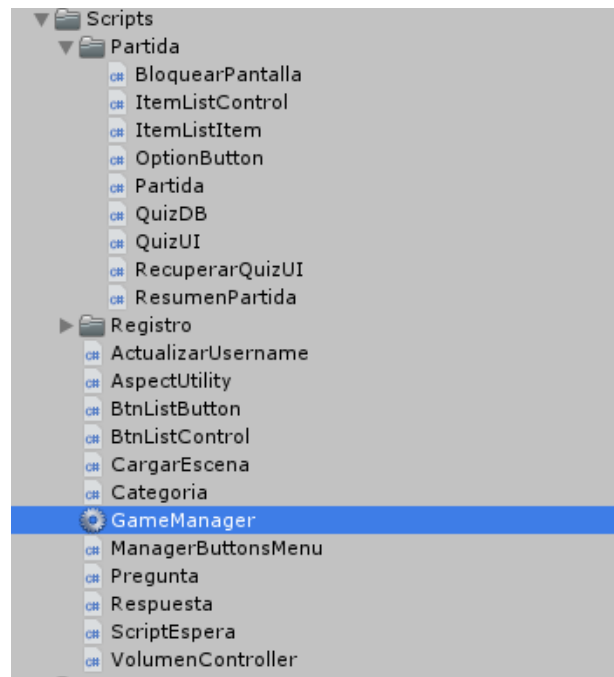 Scripts
Partida
c# BloquearPantalla
c# ItemListControl
c# ItemListItem
c# OptionButton
c# Partida
c# QuizDB
c# QuizUI
c# RecuperarQuizUI
c# ResumenPartida
Registro
c# ActualizarUsername
c# AspectUtility
c# BtnListButton
c# BtnListControl
c# CargarEscena
c# Categoria
GameManager
c# ManagerButtonsMenu
c# Pregunta
c# Respuesta
c# ScriptEspera
c# VolumenController